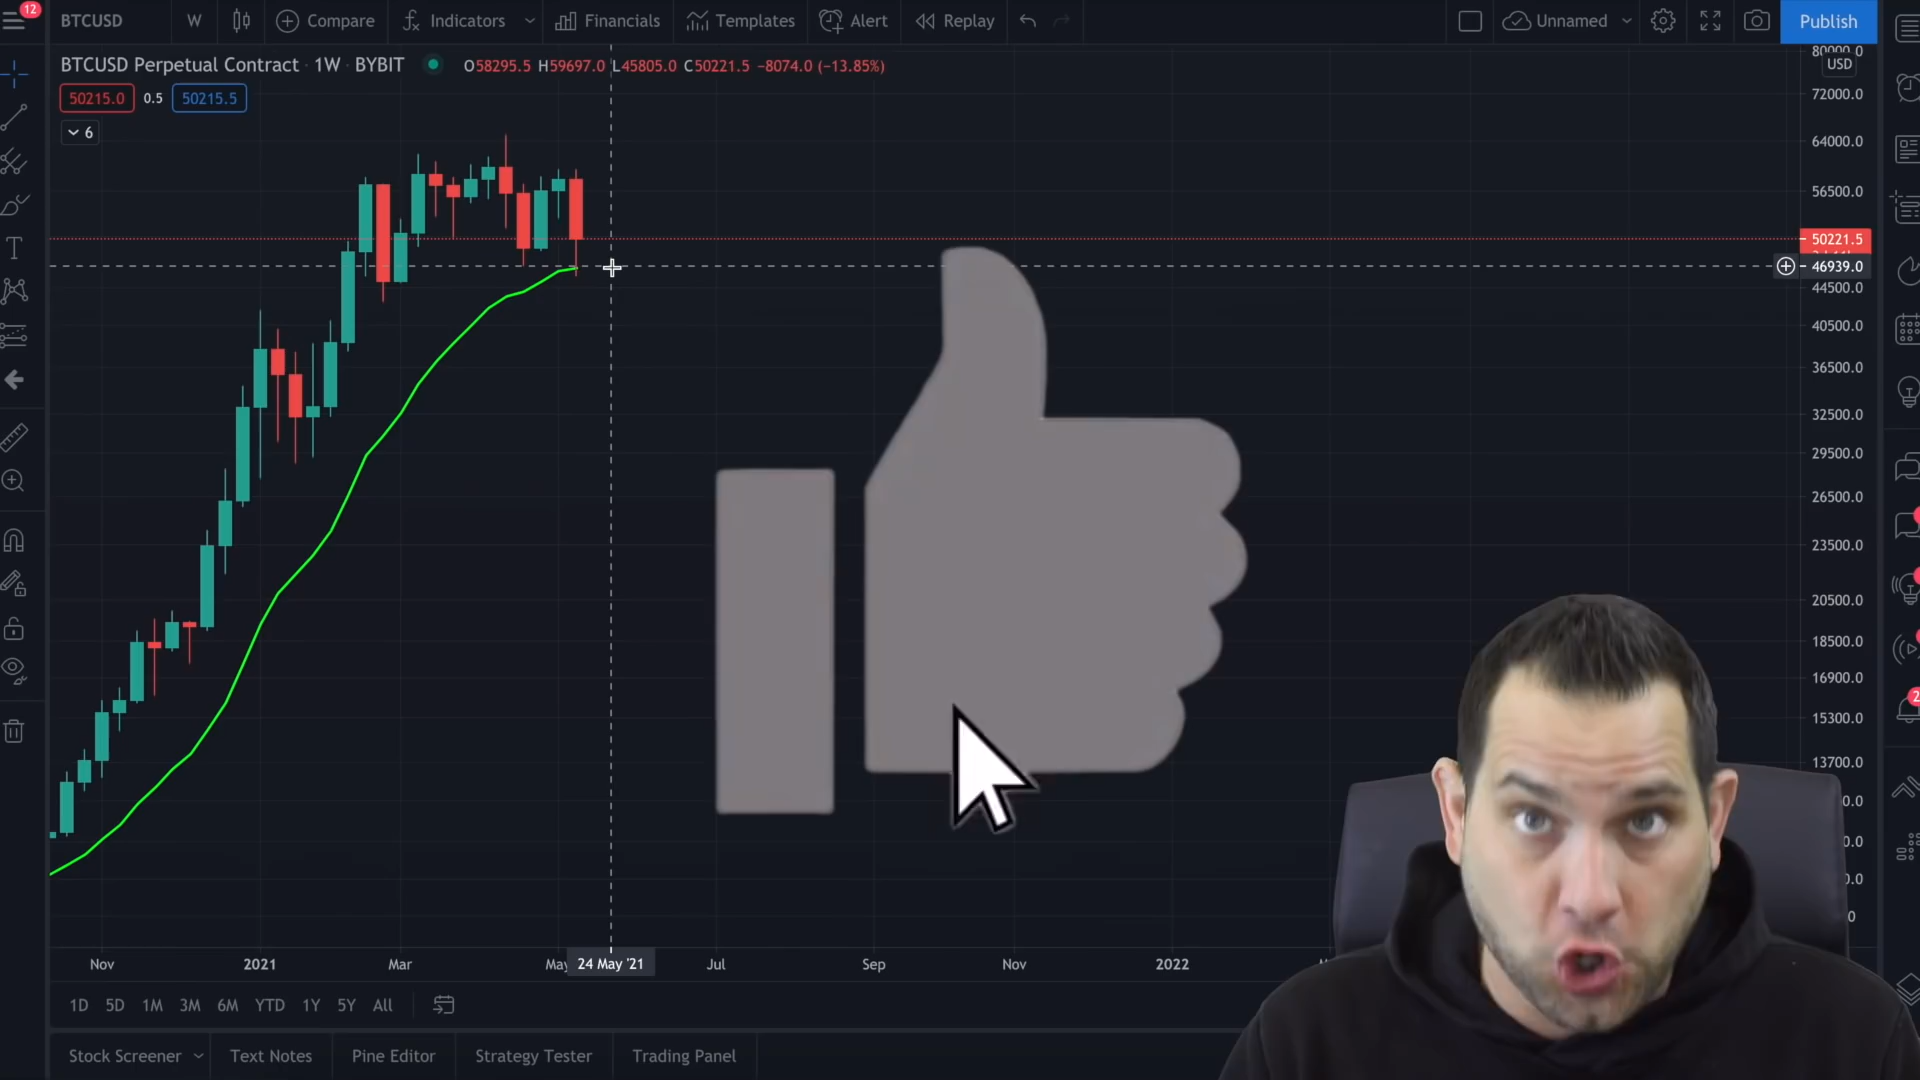 12
BTCUSD W Compare Indicators Financials Templates Alert Replay Unnamed Publish
BTCUSD Perpetual Contract · 1W · BYBIT O58295.5 H59697.0 L45805.0 C50221.5 −8074.0 (−13.85%)
50215.0 0.5 50215.5
6
80000.0
USD
72000.0
64000.0
56500.0
50221.5
46939.0
44500.0
40500.0
36500.0
32500.0
29500.0
26500.0
23500.0
20500.0
18500.0
16900.0
15300.0
13700.0
Nov 2021 Mar May 24 May '21 Jul Sep Nov 2022
1D 5D 1M 3M 6M YTD 1Y 5Y All
Stock Screener Text Notes Pine Editor Strategy Tester Trading Panel